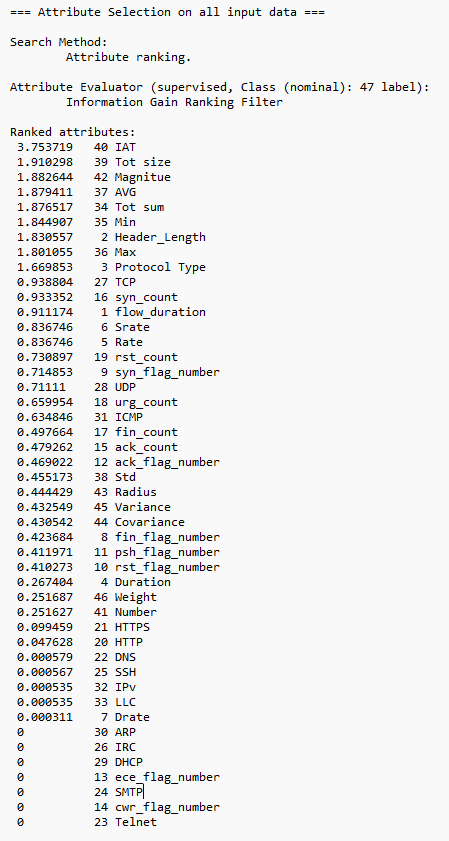 === Attribute Selection on all input data ===
Search Method:
Attribute ranking.
Attribute Evaluator (supervised, Class (nominal): 47 label):
Information Gain Ranking Filter
Ranked attributes:
3.753719 40 IAT
1.910298 39 Tot size
1.882644 42 Magnitue
1.879411 37 AVG
1.876517 34 Tot sum
1.844907 35 Min
1.830557 2 Header_Length
1.801055 36 Max
1.669853 3 Protocol Type
0.938804 27 TCP
0.933352 16 syn_count
0.911174 1 flow_duration
0.836746 6 Srate
0.836746 5 Rate
0.730897 19 rst_count
0.714853 9 syn_flag_number
0.71111 28 UDP
0.659954 18 urg_count
0.634846 31 ICMP
0.497664 17 fin_count
0.479262 15 ack_count
0.469022 12 ack_flag_number
0.455173 38 Std
0.444429 43 Radius
0.432549 45 Variance
0.430542 44 Covariance
0.423684 8 fin_flag_number
0.411971 11 psh_flag_number
0.410273 10 rst_flag_number
0.267404 4 Duration
0.251687 46 Weight
0.251627 41 Number
0.099459 21 HTTPS
0.047628 20 HTTP
0.000579 22 DNS
0.000567 25 SSH
0.000535 32 IPv
0.000535 33 LLC
0.000311 7 Drate
0 30 ARP
0 26 IRC
0 29 DHCP
0 13 ece_flag_number
0 24 SMTP
0 14 cwr_flag_number
0 23 Telnet